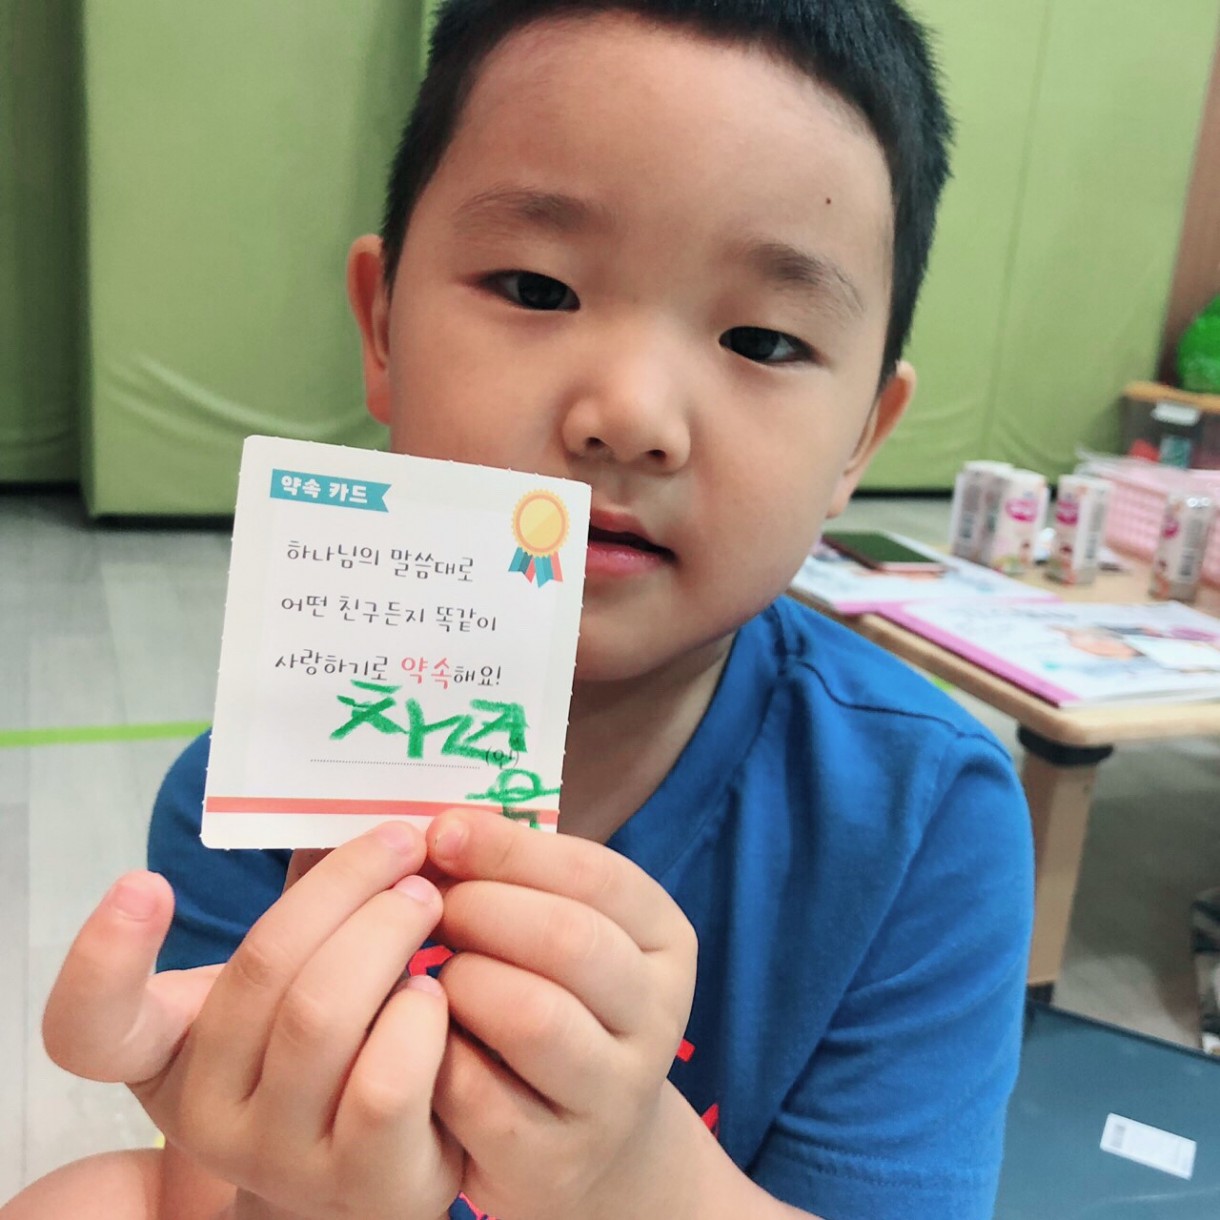 약속 카드
하나님의 말씀대로
어떤 친구든지 똑같이
사랑하기로 약속해요!
(인)